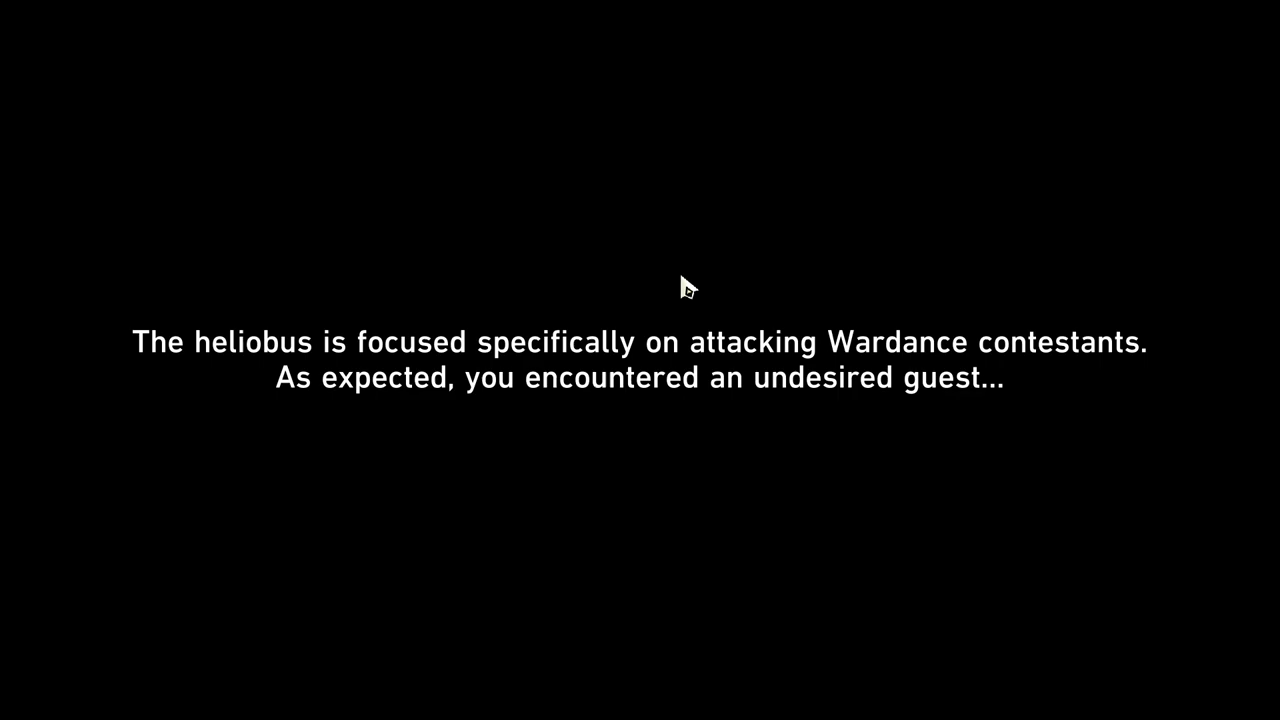 The heliobus is focused specifically on attacking Wardance contestants.
As expected, you encountered an undesired guest...